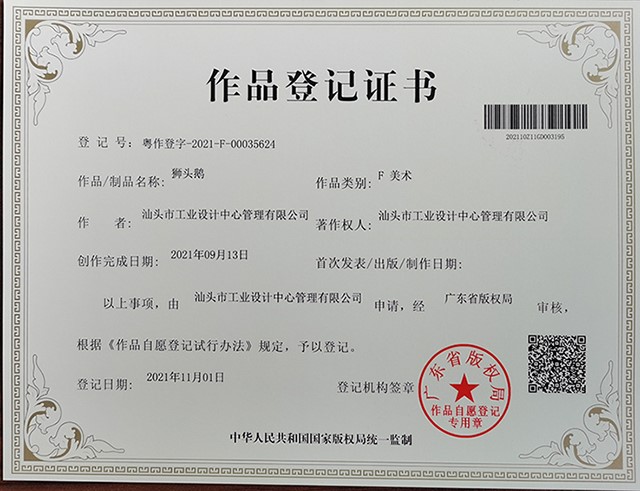 作品登记证书
202110Z11GD003195
登 记 号： 粤作登字-2021-F-00035624
作品/制品名称: 狮头鹅 作品类别: F 美术
作 者: 汕头市工业设计中心管理有限公司 著作权人: 汕头市工业设计中心管理有限公司
创作完成日期: 2021年09月13日 首次发表/出版/制作日期:
以上事项，由 汕头市工业设计中心管理有限公司 申请，经 广东省版权局 审核，
根据《作品自愿登记试行办法》规定，予以登记。
登记日期: 2021年11月01日 登记机构签章
广东省版权局
作品自愿登记
专用章
中华人民共和国国家版权局统一监制